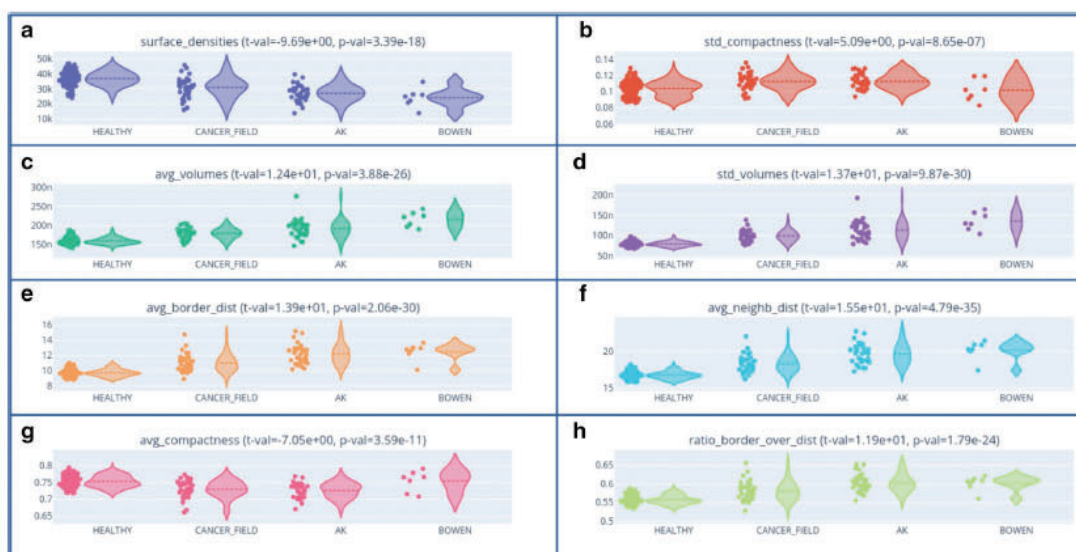 a
surface_densities (t-val=-9.69e+00, p-val=3.39e-18)
50k
40k
30k
20k
10k
HEALTHY CANCER_FIELD AK BOWEN
b
std_compactness (t-val=5.09e+00, p-val=8.65e-07)
0.14
0.12
0.1
0.08
0.06
HEALTHY CANCER_FIELD AK BOWEN
c
avg_volumes (t-val=1.24e+01, p-val=3.88e-26)
300n
250n
200n
150n
HEALTHY CANCER_FIELD AK BOWEN
d
std_volumes (t-val=1.37e+01, p-val=9.87e-30)
200n
150n
100n
50n
HEALTHY CANCER_FIELD AK BOWEN
e
avg_border_dist (t-val=1.39e+01, p-val=2.06e-30)
16
14
12
10
8
HEALTHY CANCER_FIELD AK BOWEN
f
avg_neighb_dist (t-val=1.55e+01, p-val=4.79e-35)
20
15
HEALTHY CANCER_FIELD AK BOWEN
g
avg_compactness (t-val=-7.05e+00, p-val=3.59e-11)
0.8
0.75
0.7
0.65
HEALTHY CANCER_FIELD AK BOWEN
h
ratio_border_over_dist (t-val=1.19e+01, p-val=1.79e-24)
0.65
0.6
0.55
0.5
HEALTHY CANCER_FIELD AK BOWEN